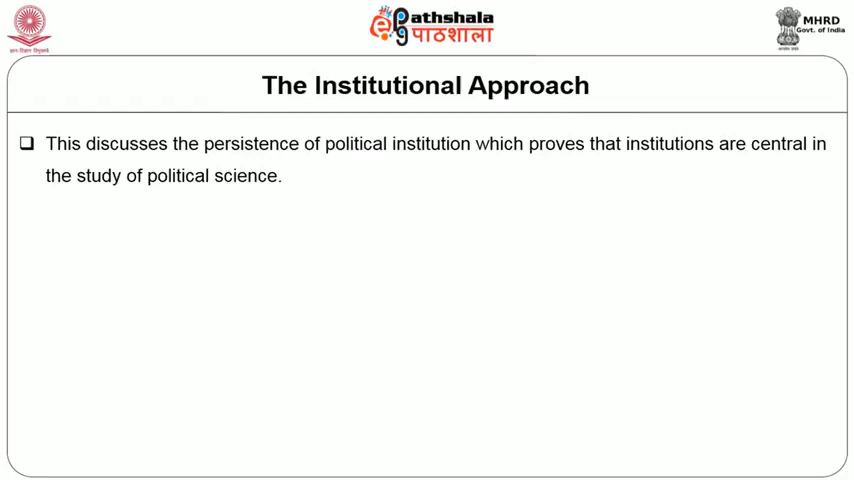 ePathshala
पाठशाला
MHRD
Govt. of India
The Institutional Approach
This discusses the persistence of political institution which proves that institutions are central in
the study of political science.